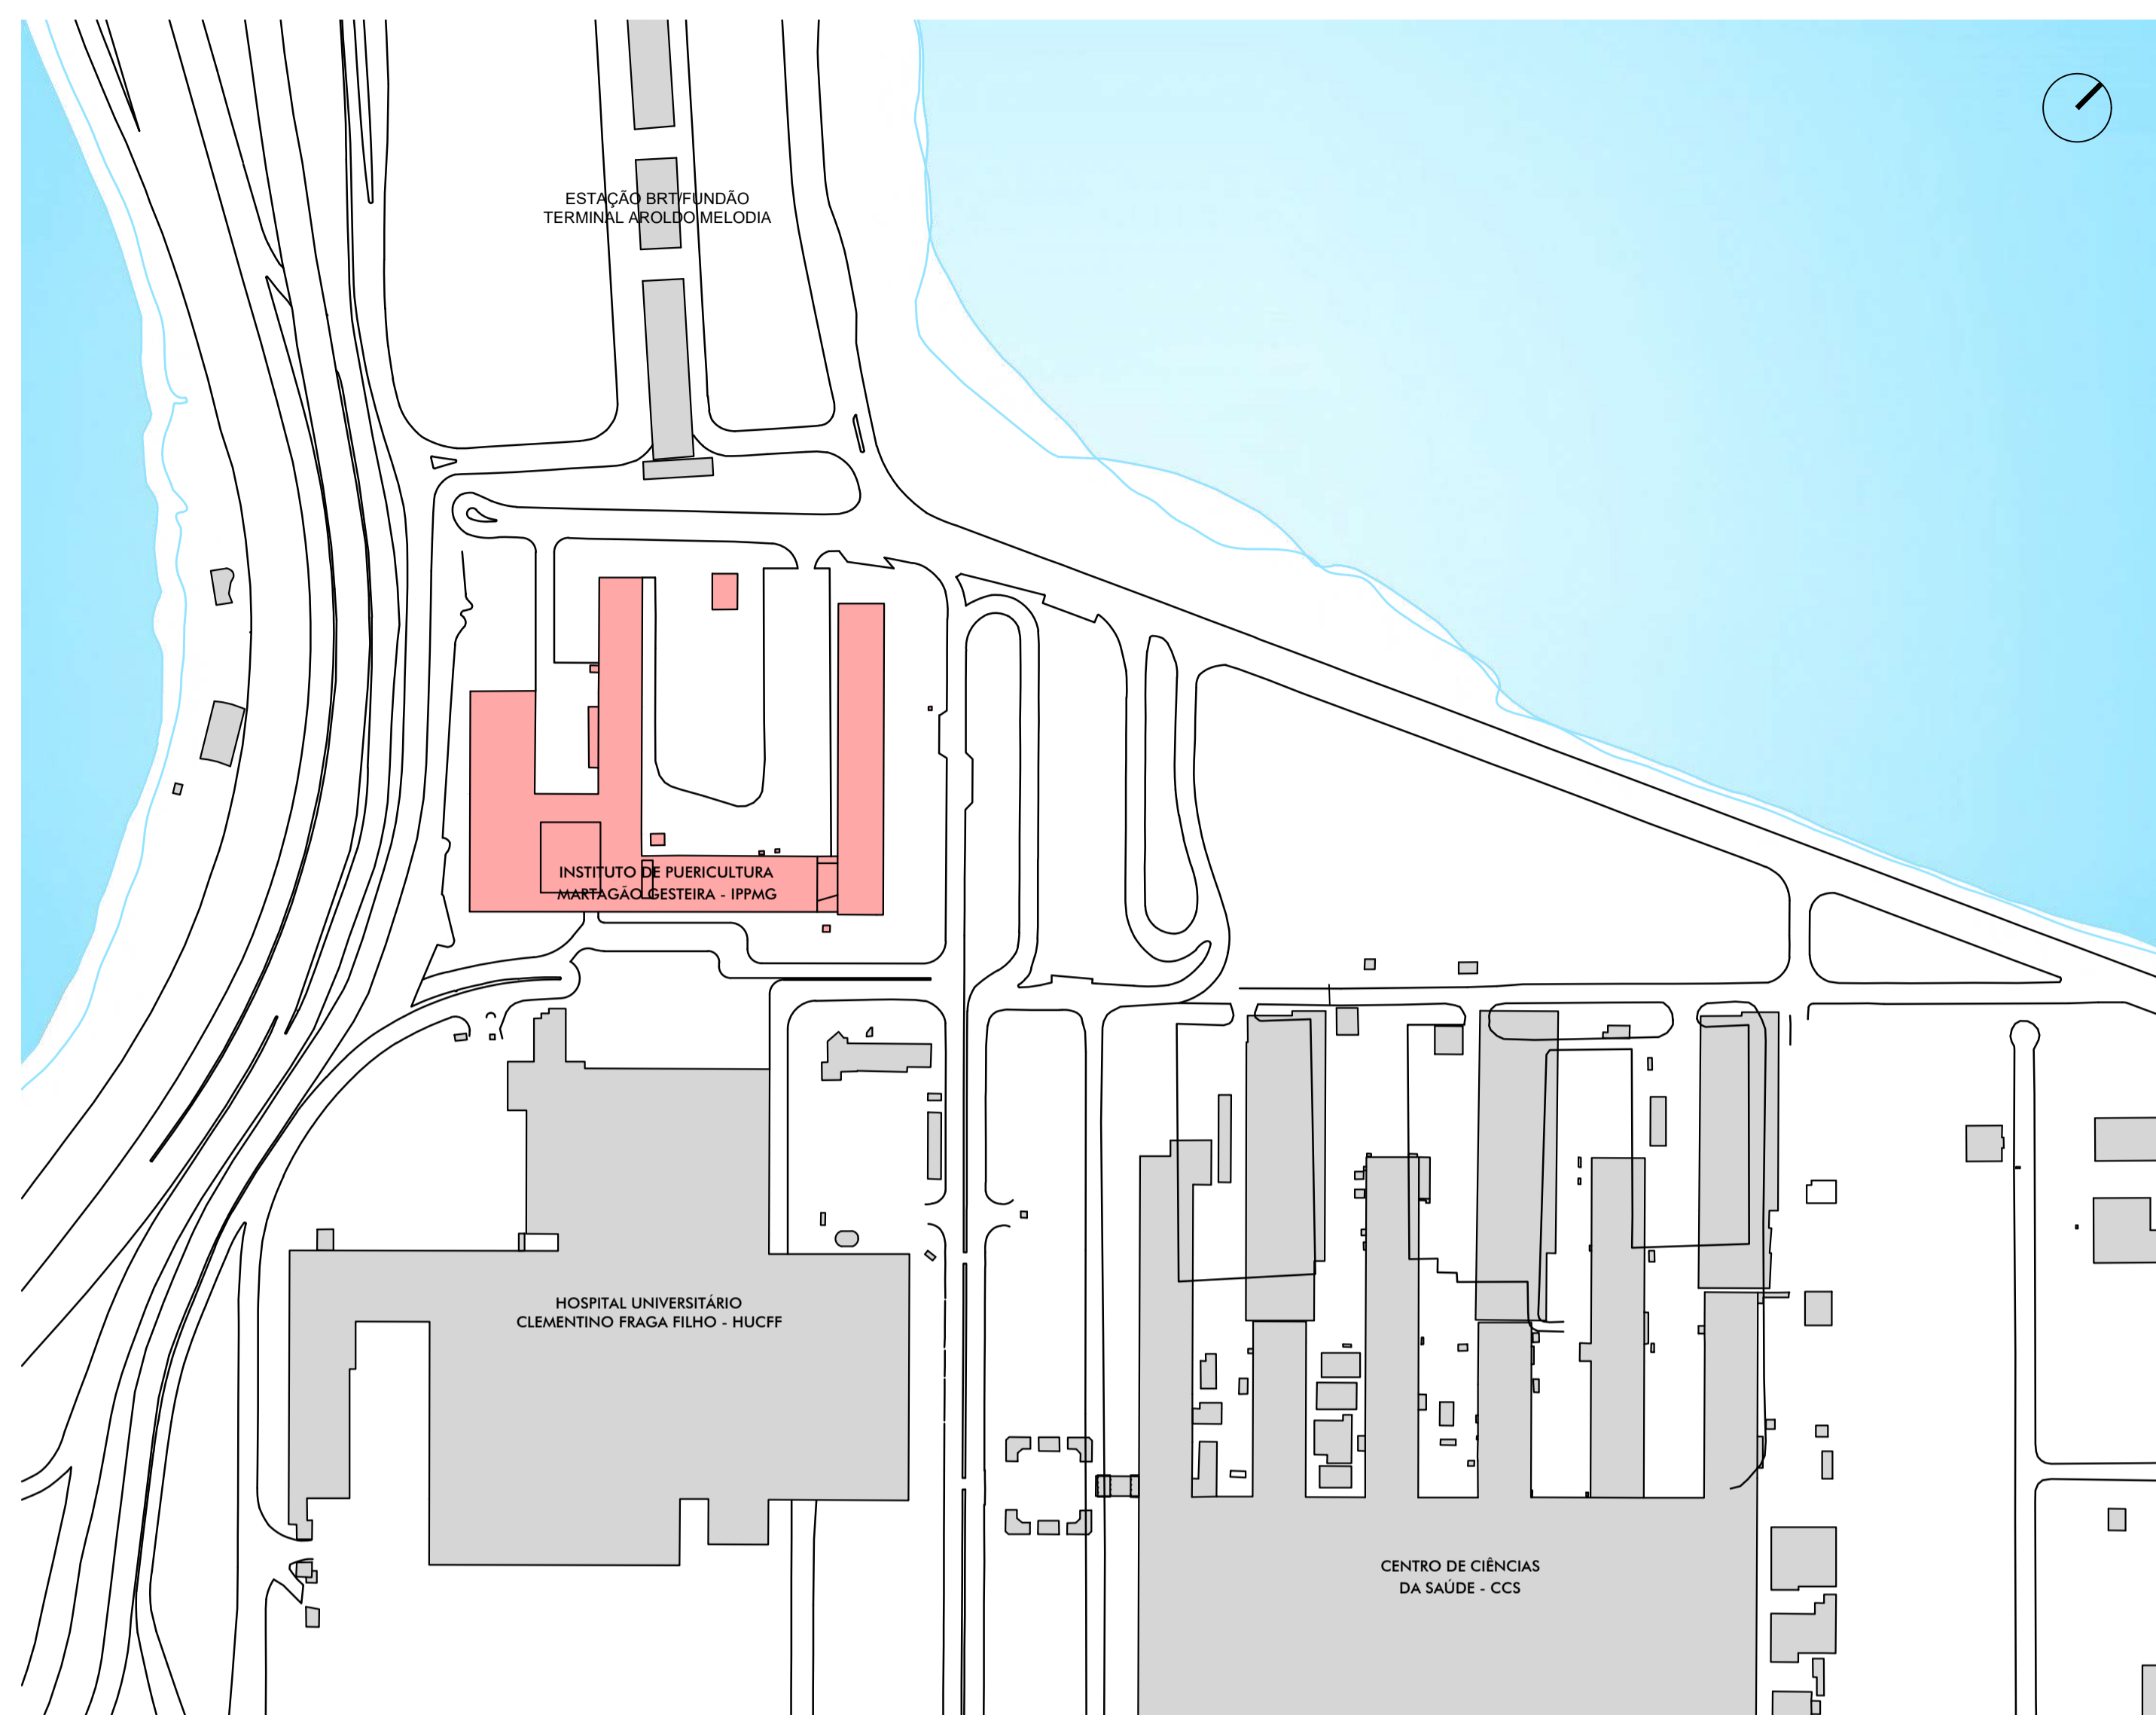 ESTAÇÃO BRT/FUNDÃO
TERMINAL AROLDO MELODIA
INSTITUTO DE PUERICULTURA
MARTAGÃO GESTEIRA - IPPMG
HOSPITAL UNIVERSITÁRIO
CLEMENTINO FRAGA FILHO - HUCFF
CENTRO DE CIÊNCIAS
DA SAÚDE - CCS